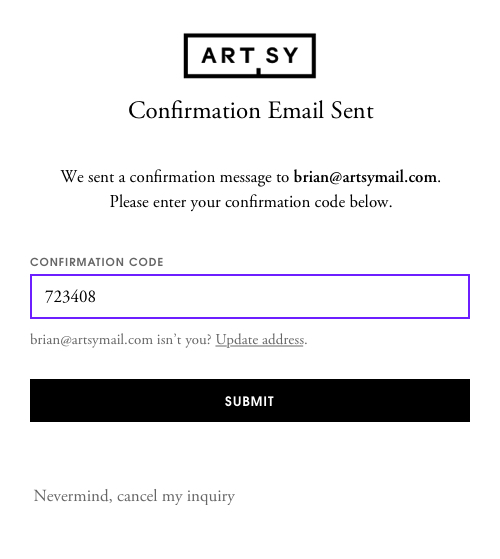 ARTSY
Confirmation Email Sent
We sent a confirmation message to brian@artsymail.com.
Please enter your confirmation code below.
CONFIRMATION CODE
723408
brian@artsymail.com isn't you? Update address.
SUBMIT
Nevermind, cancel my inquiry